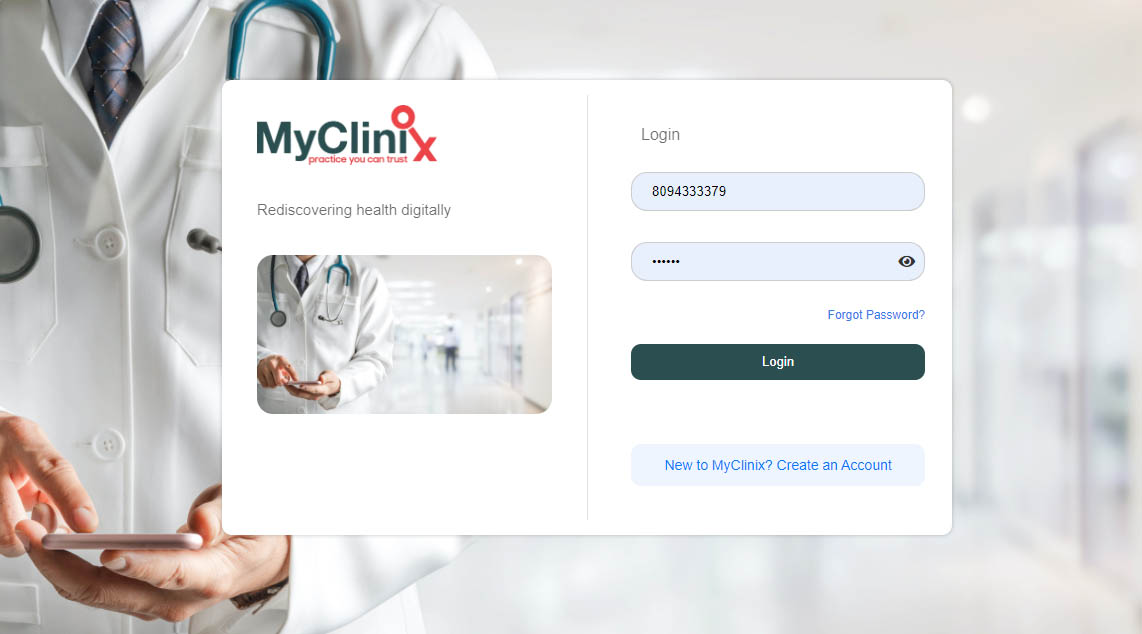 MyClinix
practice you can trust
Rediscovering health digitally
Login
8094333379
••••••
Forgot Password?
Login
New to MyClinix? Create an Account